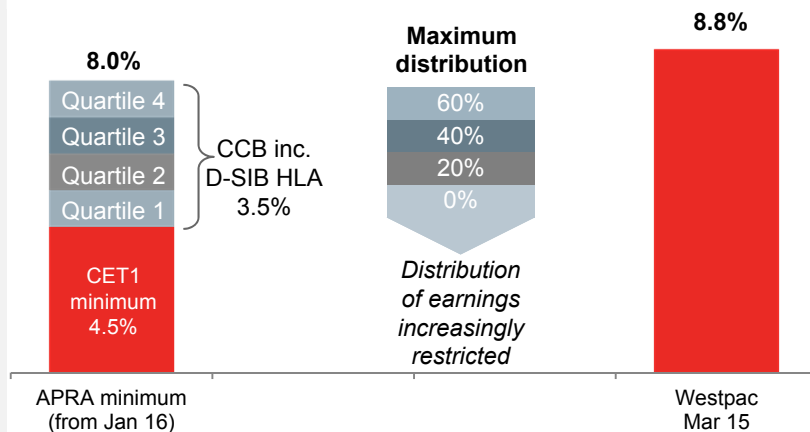 8.0%
Quartile 4
Quartile 3
Quartile 2
Quartile 1
CET1
minimum
4.5%
CCB inc.
D-SIB HLA
3.5%
Maximum
distribution
60%
40%
20%
0%
Distribution
of earnings
increasingly
restricted
8.8%
APRA minimum
(from Jan 16)
Westpac
Mar 15